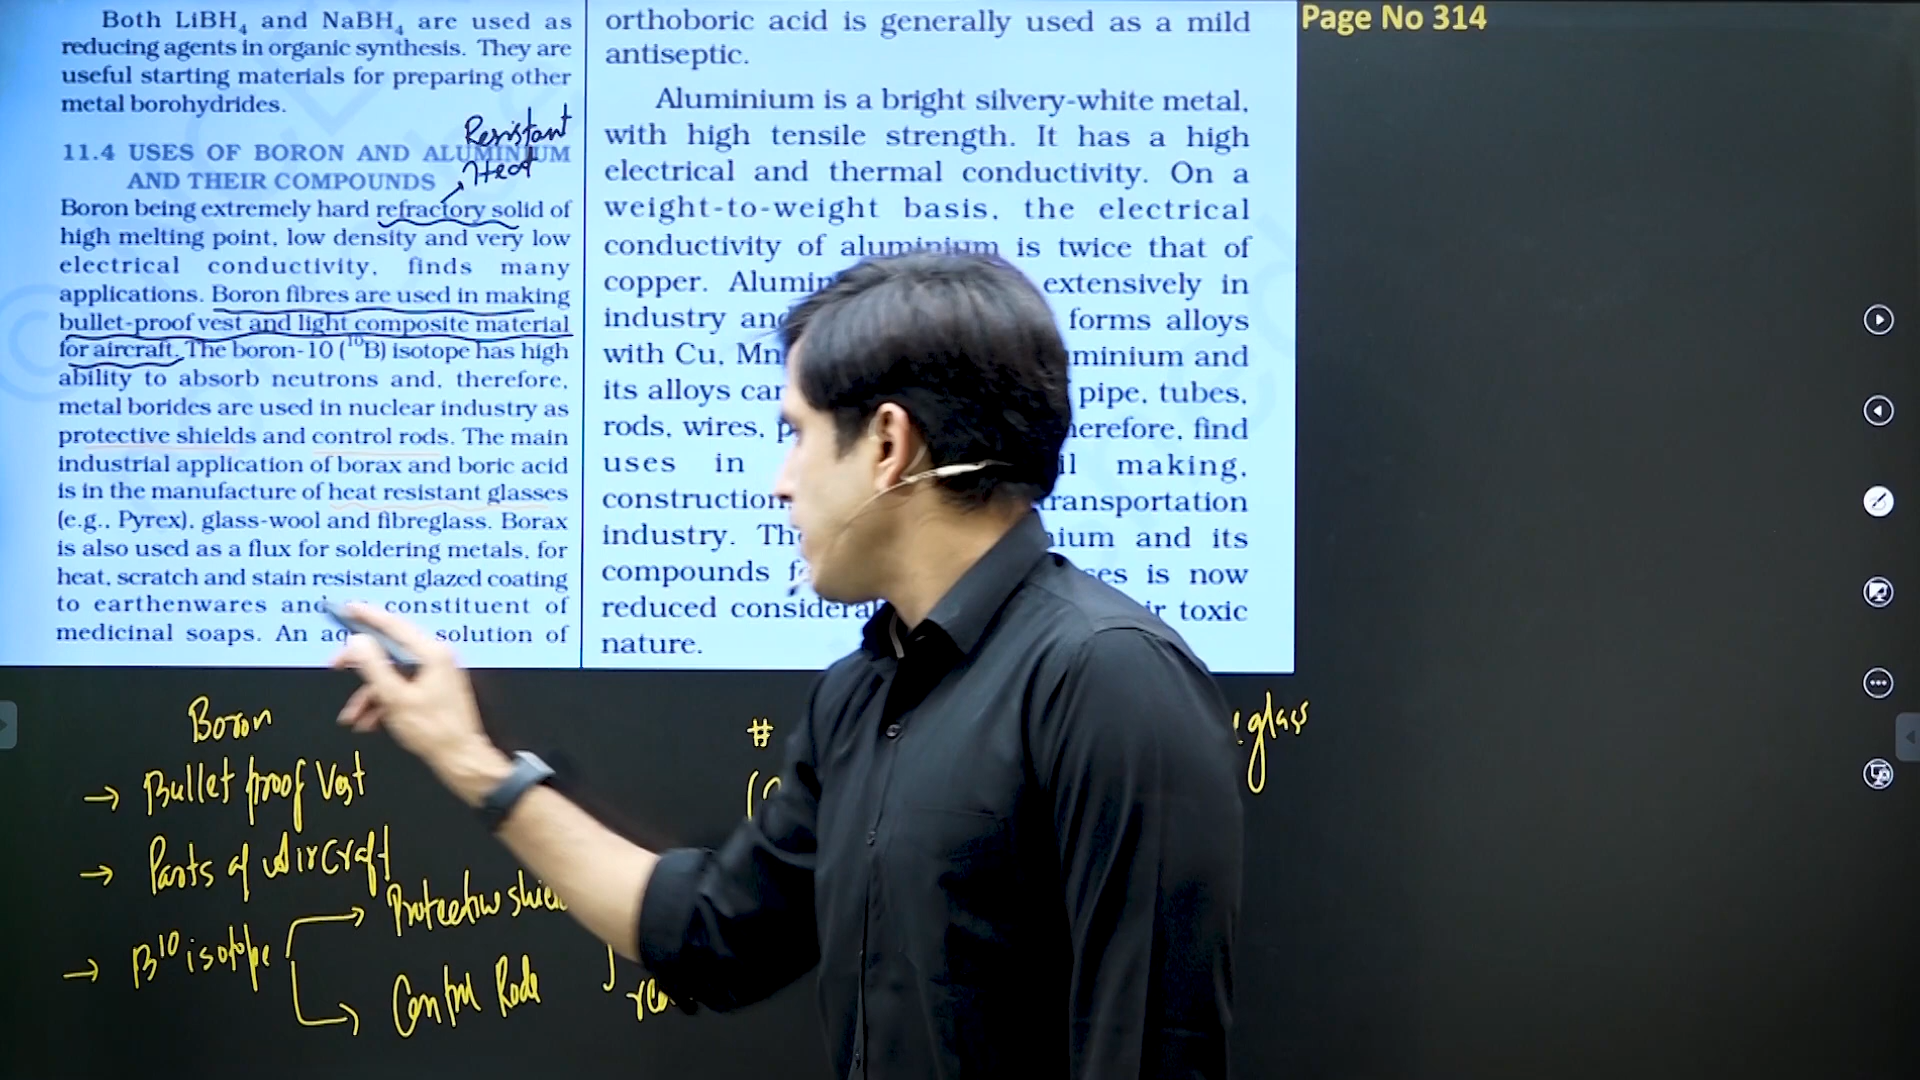 Both LiBH4 and NaBH4 are used as
reducing agents in organic synthesis. They are
useful starting materials for preparing other
metal borohydrides.
11.4 USES OF BORON AND ALUMINIUM
AND THEIR COMPOUNDS
Resistant
Heat
Boron being extremely hard refractory solid of
high melting point, low density and very low
electrical conductivity, finds many
applications. Boron fibres are used in making
bullet-proof vest and light composite material
for aircraft. The boron-10 (10B) isotope has high
ability to absorb neutrons and, therefore,
metal borides are used in nuclear industry as
protective shields and control rods. The main
industrial application of borax and boric acid
is in the manufacture of heat resistant glasses
(e.g., Pyrex), glass-wool and fibreglass. Borax
is also used as a flux for soldering metals, for
heat, scratch and stain resistant glazed coating
to earthenwares and constituent of
medicinal soaps. An solution of
orthoboric acid is generally used as a mild
antiseptic.
Aluminium is a bright silvery-white metal,
with high tensile strength. It has a high
electrical and thermal conductivity. On a
weight-to-weight basis, the electrical
conductivity of aluminium is twice that of
copper. extensively in
industry forms alloys
with Cu, Mn and
its alloys pipe, tubes,
rods, wires, find
uses in making,
construction
industry. and its
compounds is now
reduced toxic
nature.
Page No 314
Boron
→ Bullet proof Vest
→ Parts of AirCraft
→ B10 isotope
→ Protective
→ Control Rods
#
glass